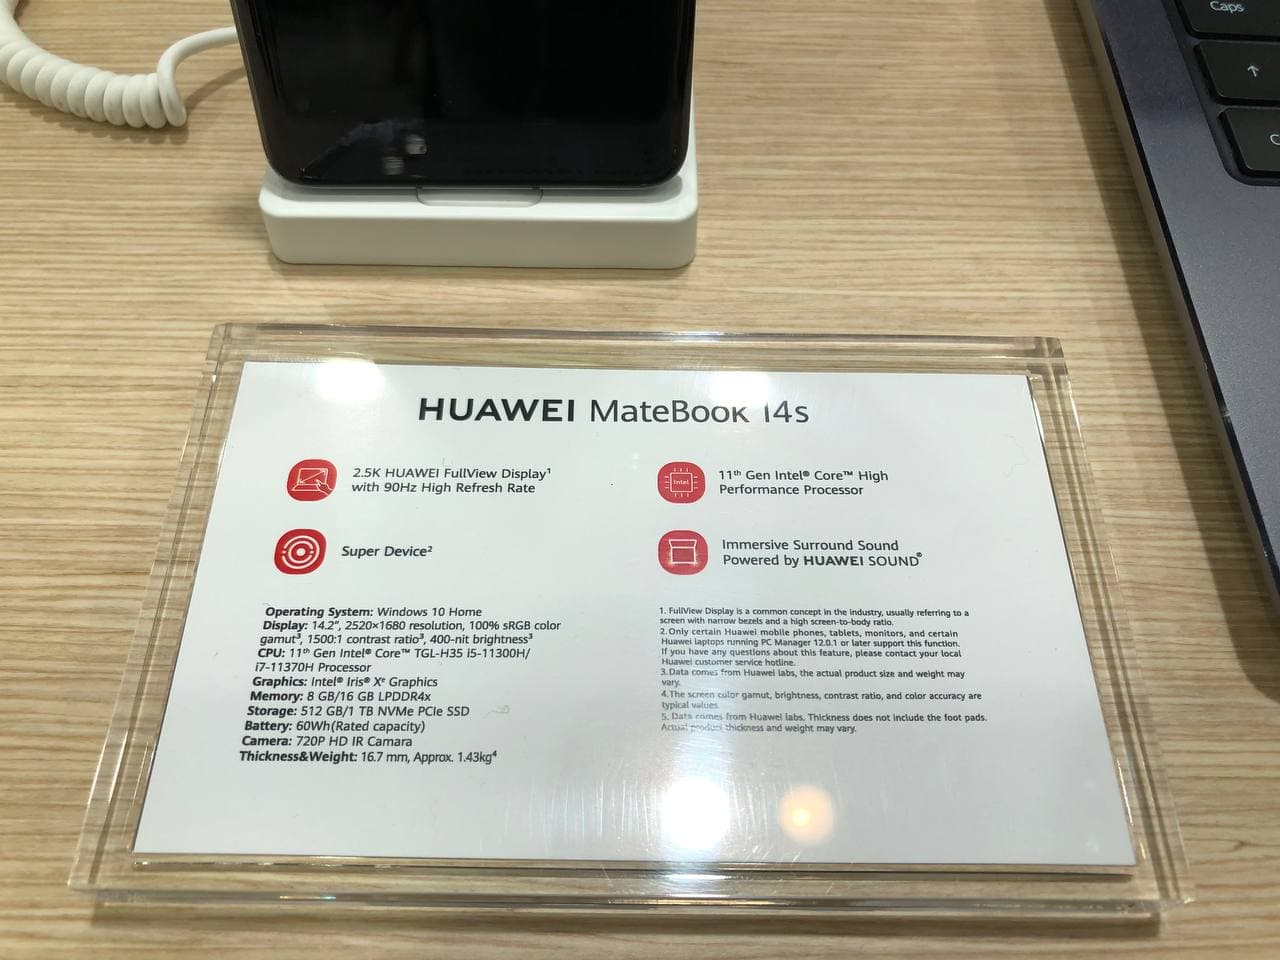 Caps
HUAWEI MateBook 14s
2.5K HUAWEI FullView Display¹
with 90Hz High Refresh Rate
Intel
11th Gen Intel® Core™ High
Performance Processor
Super Device²
Immersive Surround Sound
Powered by HUAWEI SOUND®
Operating System: Windows 10 Home
Display: 14.2", 2520×1680 resolution, 100% sRGB color
gamut³, 1500:1 contrast ratio³, 400-nit brightness³
CPU: 11th Gen Intel® Core™ TGL-H35 i5-11300H/
i7-11370H Processor
Graphics: Intel® Iris® Xe Graphics
Memory: 8 GB/16 GB LPDDR4x
Storage: 512 GB/1 TB NVMe PCIe SSD
Battery: 60Wh(Rated capacity)
Camera: 720P HD IR Camara
Thickness&Weight: 16.7 mm, Approx. 1.43kg⁴
1. FullView Display is a common concept in the industry, usually referring to a
screen with narrow bezels and a high screen-to-body ratio.
2. Only certain Huawei mobile phones, tablets, monitors, and certain
Huawei laptops running PC Manager 12.0.1 or later support this function.
If you have any questions about this feature, please contact your local
Huawei customer service hotline.
3. Data comes from Huawei labs, the actual product size and weight may
vary.
4. The screen color gamut, brightness, contrast ratio, and color accuracy are
typical values.
5. Data comes from Huawei labs. Thickness does not include the foot pads.
Actual product thickness and weight may vary.